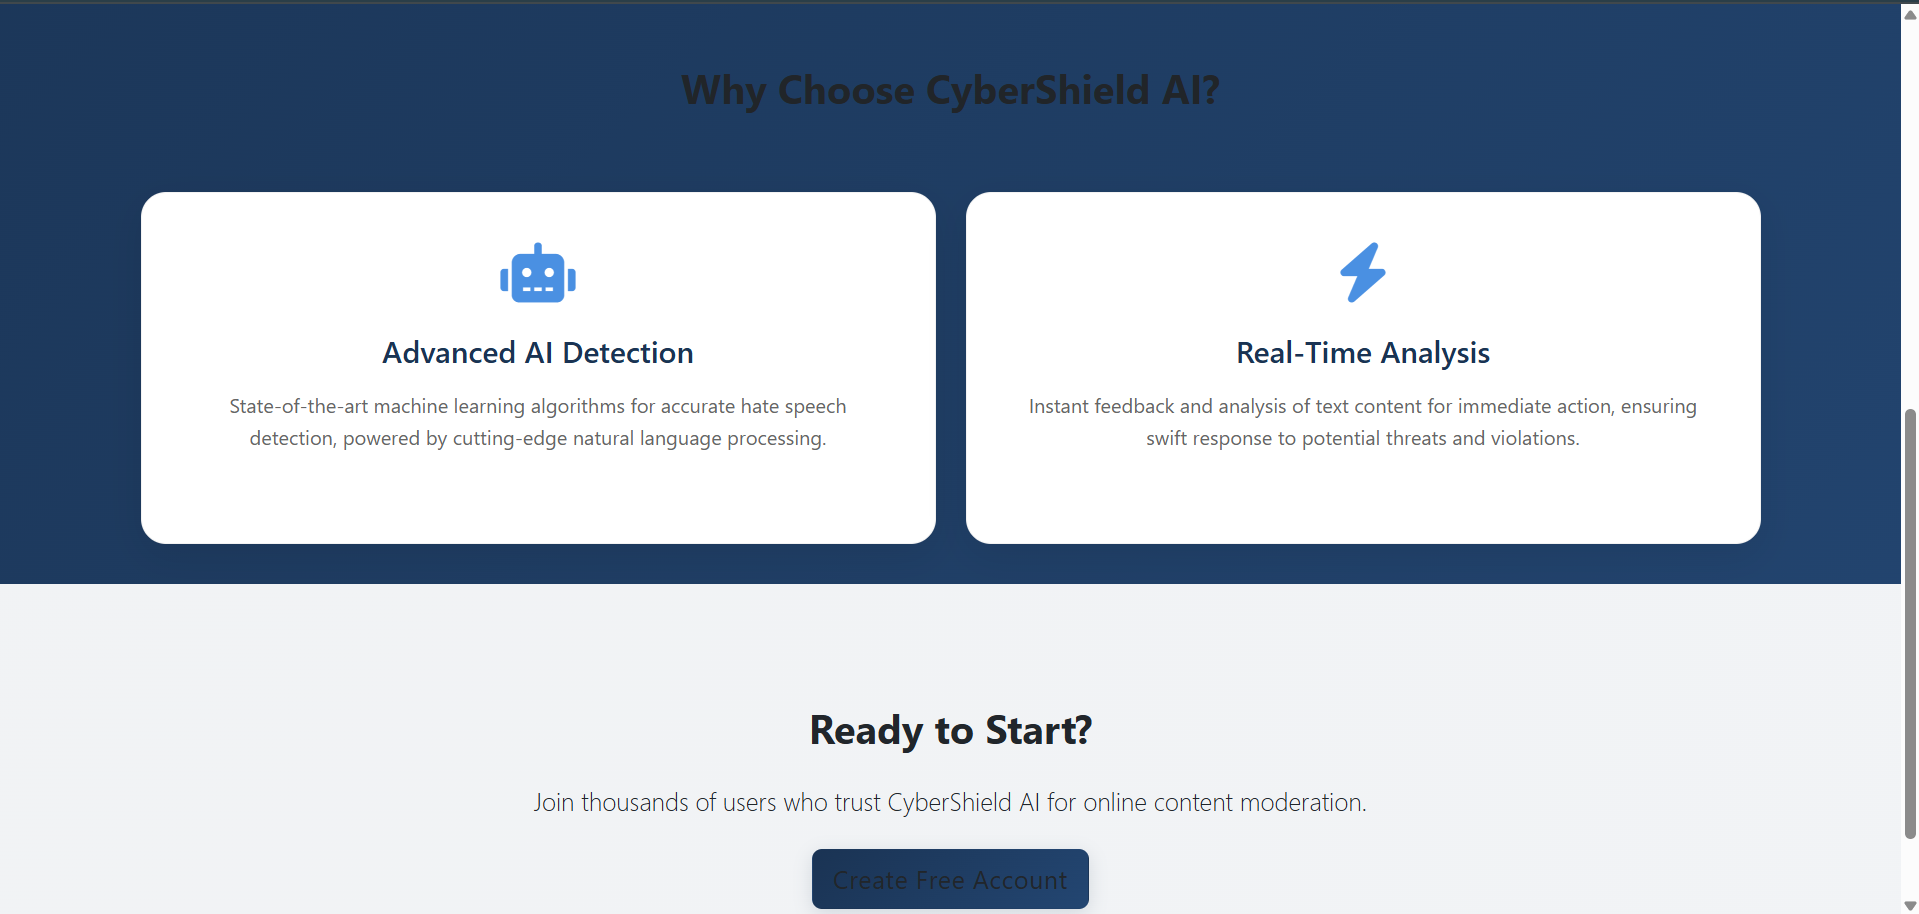 Why Choose CyberShield AI?
Advanced AI Detection
State-of-the-art machine learning algorithms for accurate hate speech
detection, powered by cutting-edge natural language processing.
Real-Time Analysis
Instant feedback and analysis of text content for immediate action, ensuring
swift response to potential threats and violations.
Ready to Start?
Join thousands of users who trust CyberShield AI for online content moderation.
Create Free Account